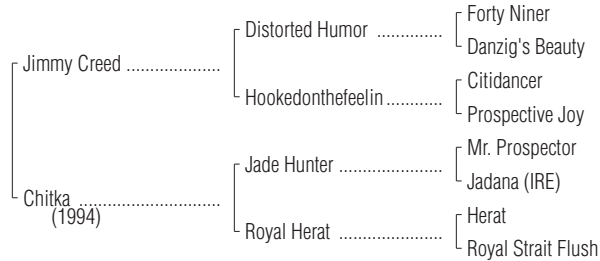 Forty Niner
Distorted Humor ..............
Danzig's Beauty
Jimmy Creed ....................
Citidancer
Hookedonthefeelin ............
Prospective Joy
Mr. Prospector
Jade Hunter ......................
Jadana (IRE)
Chitka ..............................
(1994)
Herat
Royal Herat ......................
Royal Strait Flush